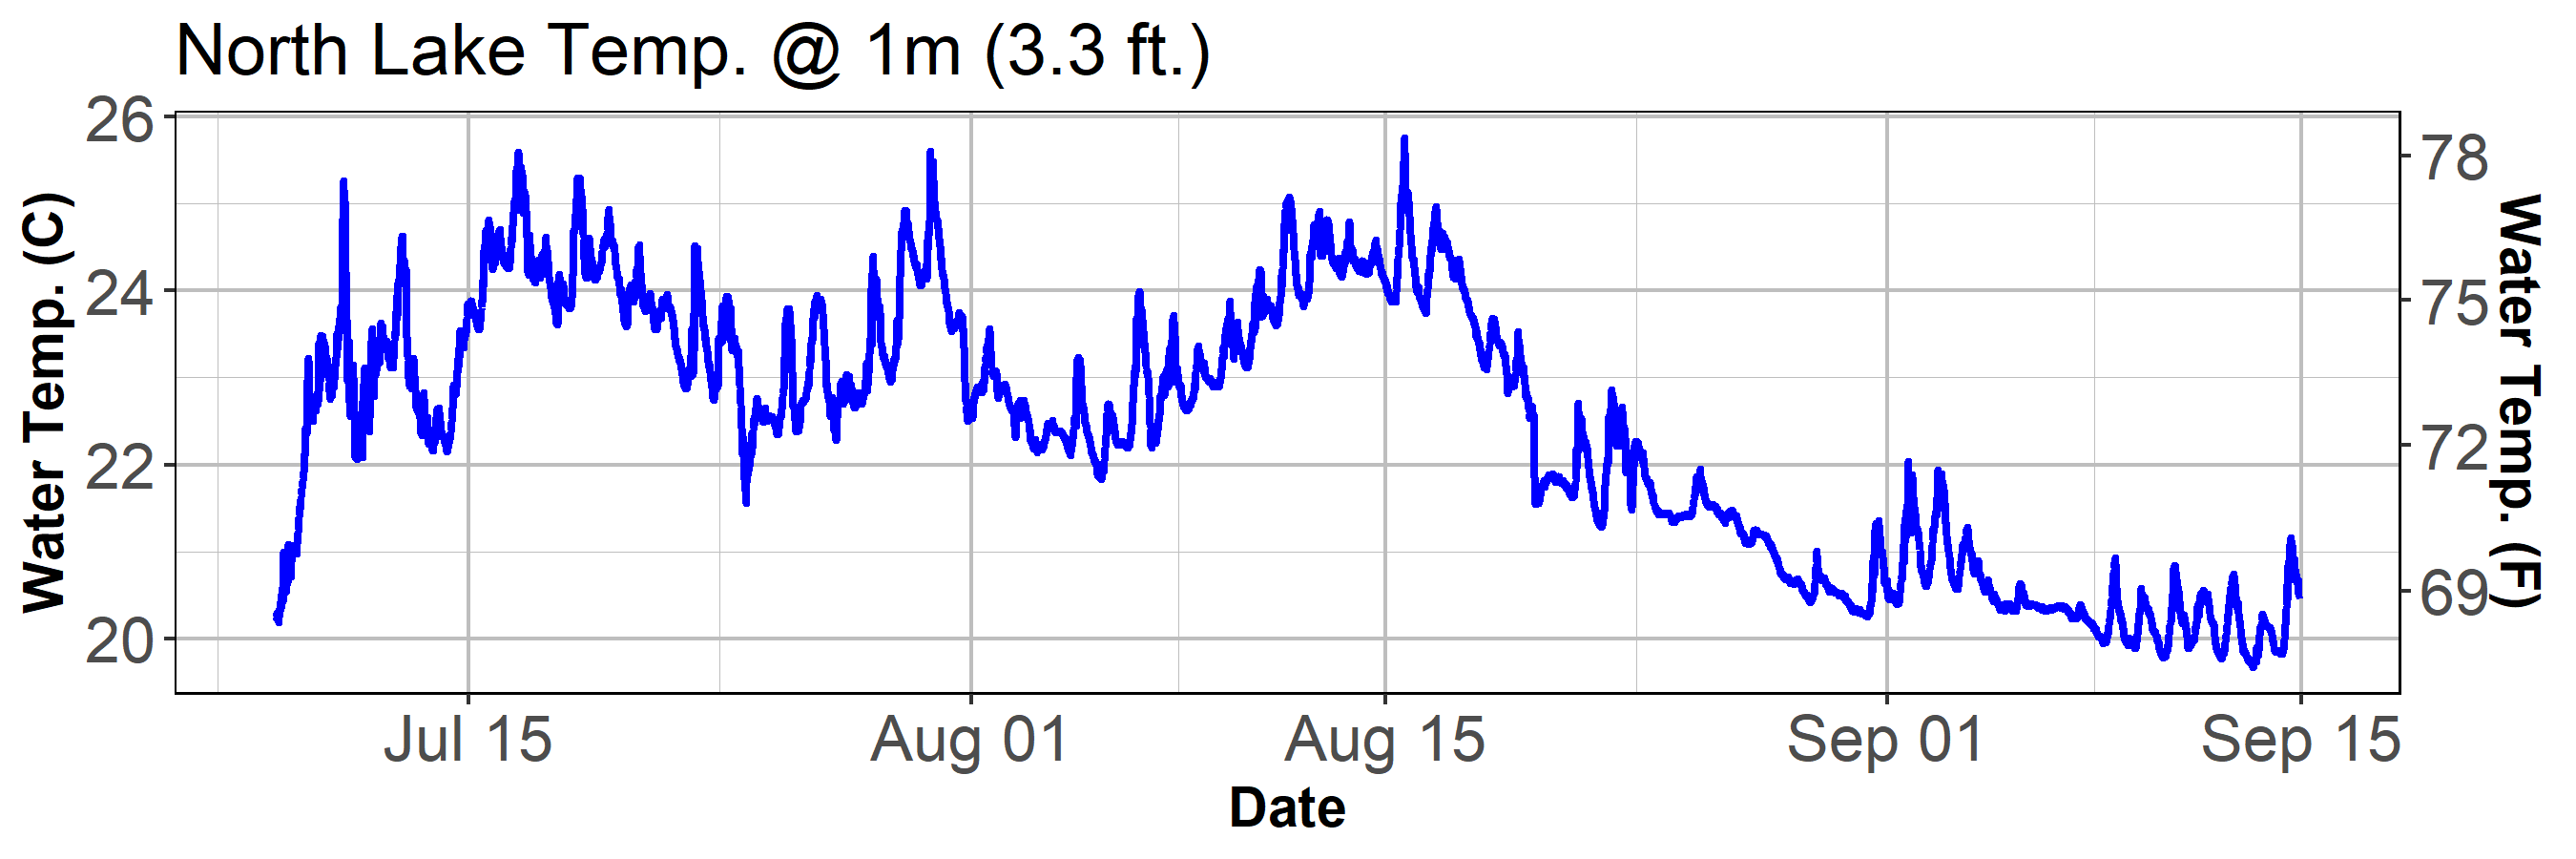 North Lake Temp. @ 1m (3.3 ft.)
26
24
22
20
Water Temp. (C)
78
75
72
69
Water Temp. (F)
Jul 15
Aug 01
Aug 15
Sep 01
Sep 15
Date